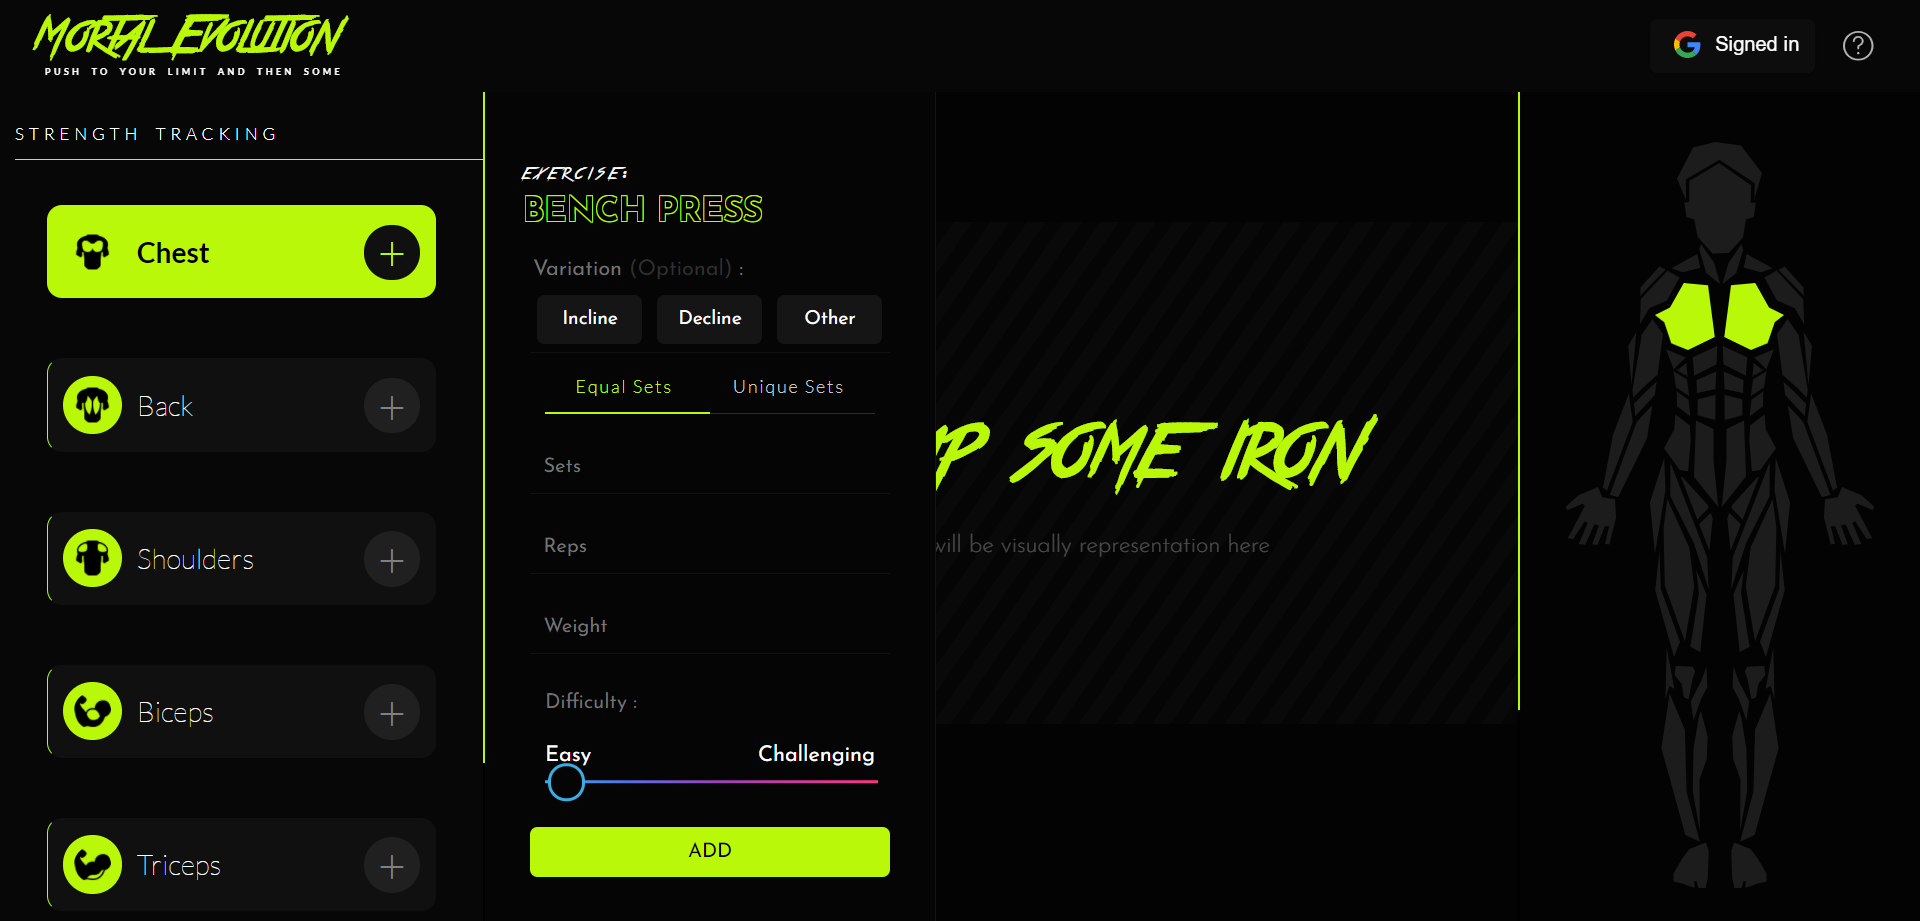 MORTAL EVOLUTION
PUSH TO YOUR LIMIT AND THEN SOME
Signed in
?
STRENGTH TRACKING
Chest
Back
Shoulders
Biceps
Triceps
EXERCISE:
BENCH PRESS
Variation (Optional) :
Incline
Decline
Other
Equal Sets
Unique Sets
Sets
Reps
Weight
Difficulty :
Easy
Challenging
ADD
SOME IRON
will be visually representation here